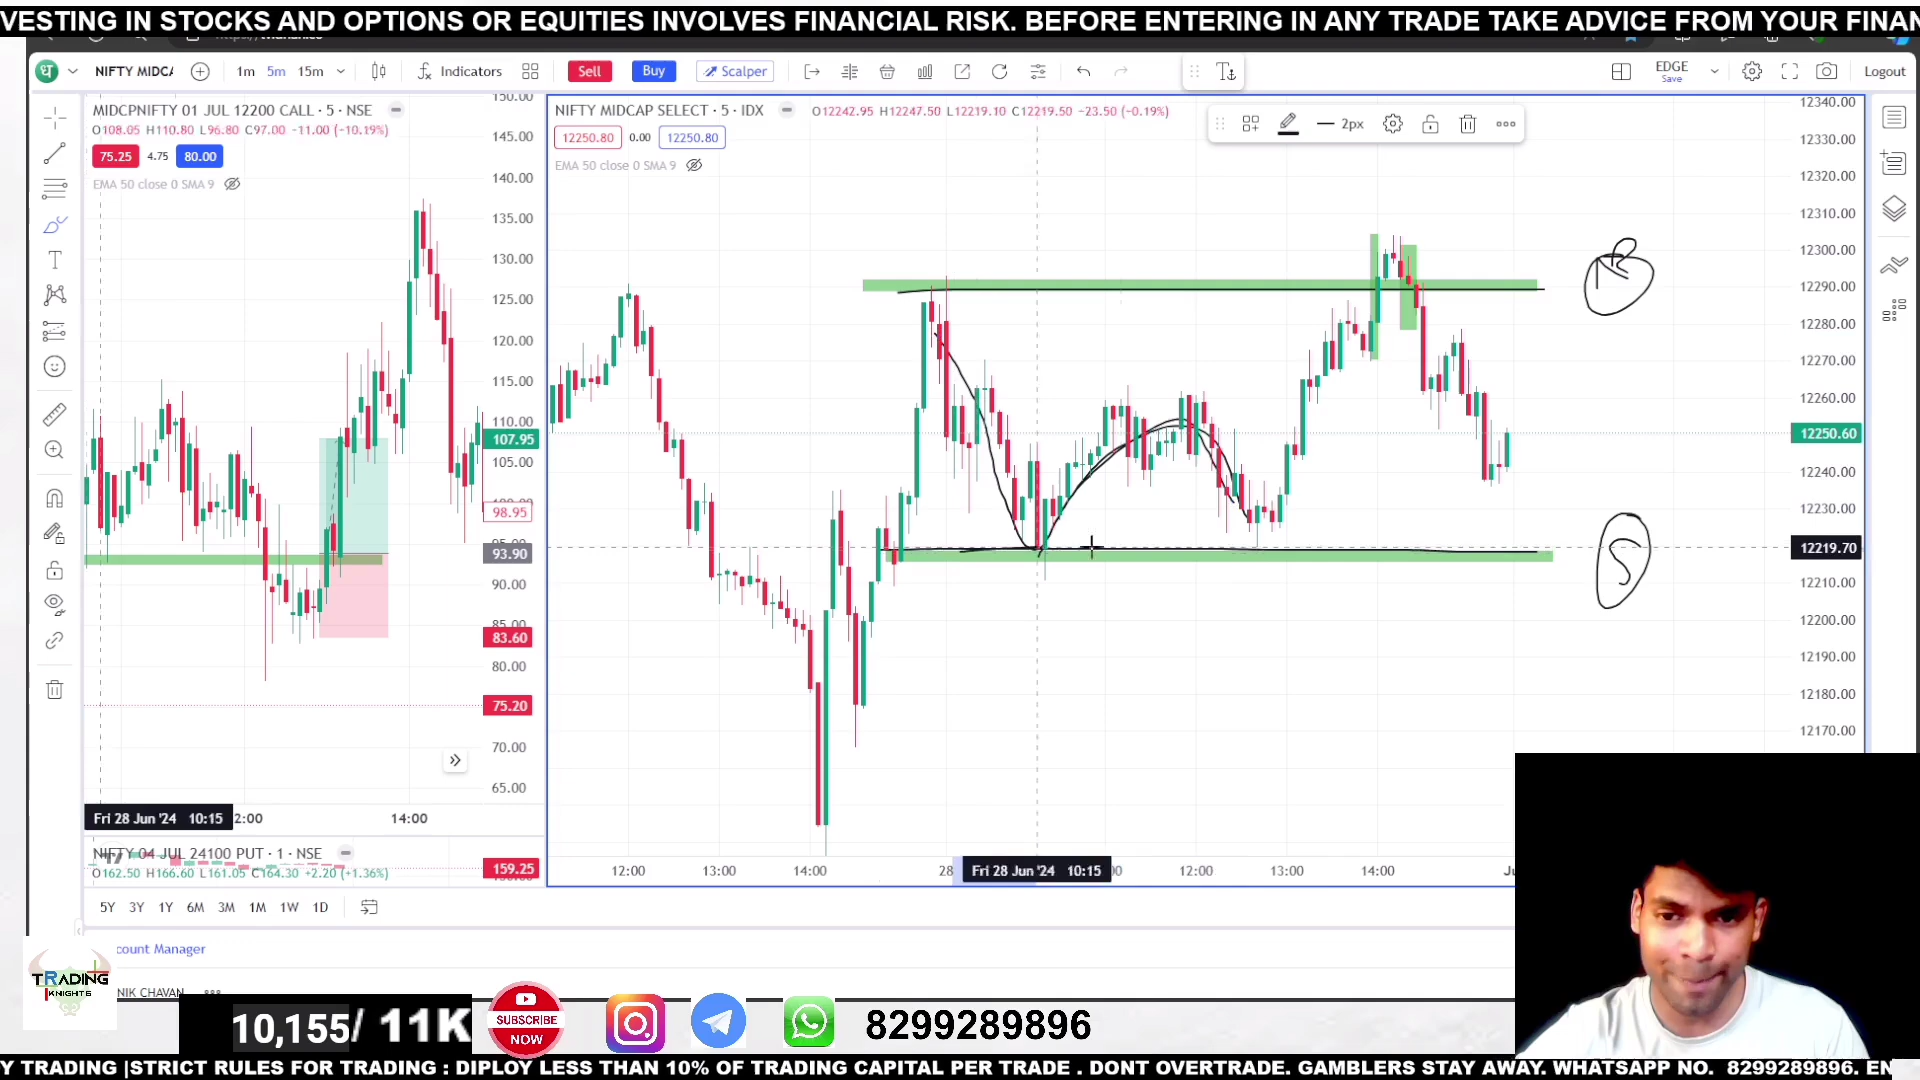 VESTING IN STOCKS AND OPTIONS OR EQUITIES INVOLVES FINANCIAL RISK. BEFORE ENTERING IN ANY TRADE TAKE ADVICE FROM YOUR FINAN
NIFTY MIDCA 1m 5m 15m Indicators Sell Buy Scalper EDGE Save Logout
MIDCPNIFTY 01 JUL 12200 CALL · 5 · NSE
O108.05 H110.80 L96.80 C97.00 -11.00 (-10.19%)
75.25 4.75 80.00
EMA 50 close 0 SMA 9
NIFTY MIDCAP SELECT · 5 · IDX O12242.95 H12247.50 L12219.10 C12219.50 -23.50 (-0.19%)
12250.80 0.00 12250.80
EMA 50 close 0 SMA 9
2px
150.00
145.00
140.00
135.00
130.00
125.00
120.00
115.00
110.00
107.95
105.00
98.95
93.90
90.00
85.00
83.60
80.00
75.20
70.00
65.00
12340.00
12330.00
12320.00
12310.00
12300.00
12290.00
12280.00
12270.00
12260.00
12250.60
12240.00
12230.00
12219.70
12210.00
12200.00
12190.00
12180.00
12170.00
R
S
Fri 28 Jun '24 10:15 2:00 14:00
NIFTY 04 JUL 24100 PUT · 1 · NSE
O162.50 H166.60 L161.05 C164.30 +2.20 (+1.36%)
159.25
12:00 13:00 14:00 28 Fri 28 Jun '24 10:15 12:00 13:00 14:00
5Y 3Y 1Y 6M 3M 1M 1W 1D
count Manager
NIK CHAVAN
TRADING
KNIGHTS
10,155/ 11K
SUBSCRIBE
NOW
8299289896
Y TRADING |STRICT RULES FOR TRADING : DIPLOY LESS THAN 10% OF TRADING CAPITAL PER TRADE . DONT OVERTRADE. GAMBLERS STAY AWAY. WHATSAPP NO. 8299289896. EN